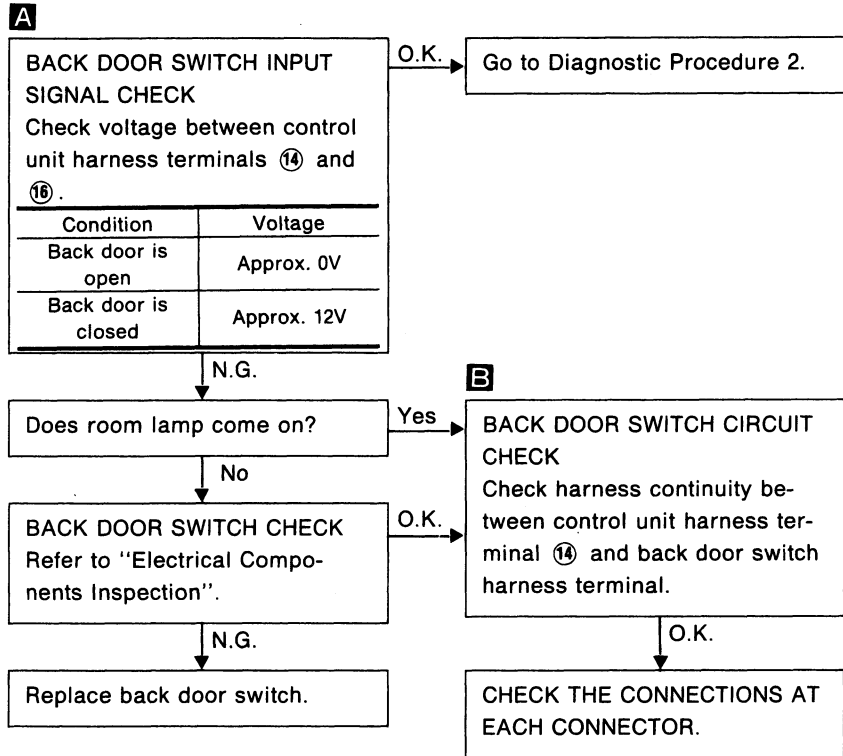 A
BACK DOOR SWITCH INPUT
SIGNAL CHECK
Check voltage between control
unit harness terminals ⑭ and
⑯ .
Condition Voltage
Back door is
open
Approx. 0V
Back door is
closed
Approx. 12V
O.K.
Go to Diagnostic Procedure 2.
N.G.
Does room lamp come on?
Yes
No
BACK DOOR SWITCH CHECK
Refer to "Electrical Compo-
nents Inspection".
O.K.
N.G.
Replace back door switch.
B
BACK DOOR SWITCH CIRCUIT
CHECK
Check harness continuity be-
tween control unit harness ter-
minal ⑭ and back door switch
harness terminal.
O.K.
CHECK THE CONNECTIONS AT
EACH CONNECTOR.